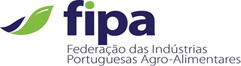 fipa
Federação das Indústrias
Portuguesas Agro-Alimentares